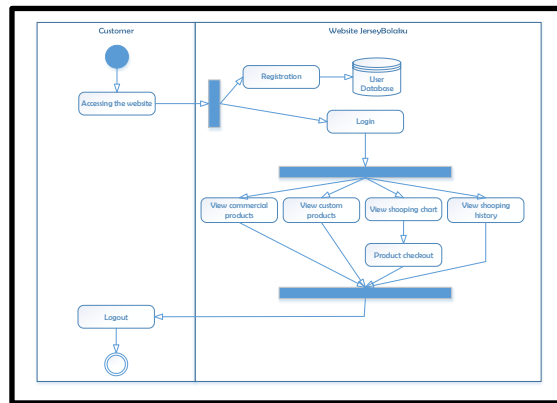 Customer
Website JerseyBolaku
Registration
User
Database
Accessing the website
Login
View commercial
products
View custom
products
View shooping chart
View shooping
history
Product checkout
Logout